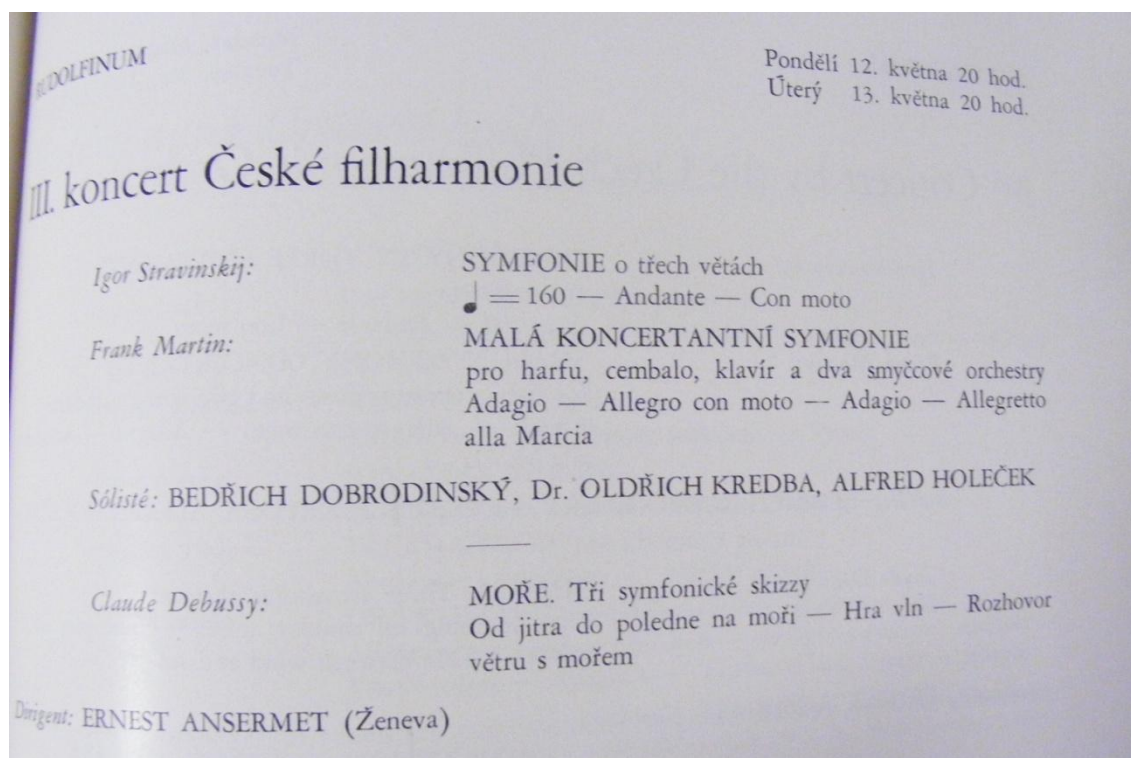 RUDOLFINUM
Pondělí 12. května 20 hod.
Úterý 13. května 20 hod.
III. koncert České filharmonie
Igor Stravinskij: SYMFONIE o třech větách
♩ = 160 — Andante — Con moto
Frank Martin: MALÁ KONCERTANTNÍ SYMFONIE
pro harfu, cembalo, klavír a dva smyčcové orchestry
Adagio — Allegro con moto — Adagio — Allegretto
alla Marcia
Sólisté: BEDŘICH DOBRODINSKÝ, Dr. OLDŘICH KREDBA, ALFRED HOLEČEK
Claude Debussy: MOŘE. Tři symfonické skizzy
Od jitra do poledne na moři — Hra vln — Rozhovor
větru s mořem
Dirigent: ERNEST ANSERMET (Ženeva)